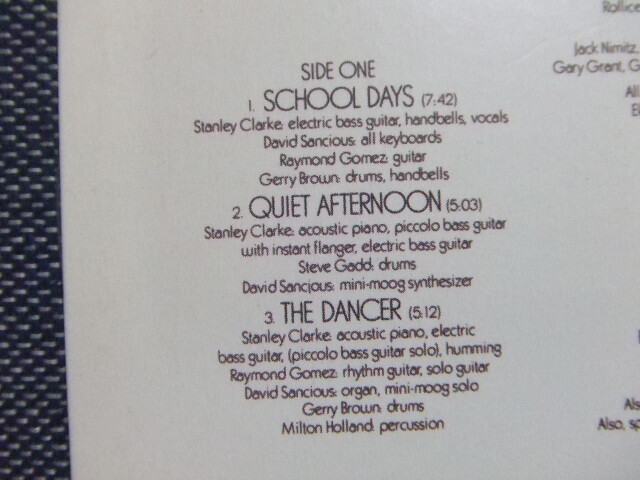 SIDE ONE
1. SCHOOL DAYS (7:42)
Stanley Clarke: electric bass guitar, handbells, vocals
David Sancious: all keyboards
Raymond Gomez: guitar
Gerry Brown: drums, handbells
2. QUIET AFTERNOON (5:03)
Stanley Clarke: acoustic piano, piccolo bass guitar
with instant flanger, electric bass guitar
Steve Gadd: drums
David Sancious: mini-moog synthesizer
3. THE DANCER (5:12)
Stanley Clarke: acoustic piano, electric
bass guitar, (piccolo bass guitar solo), humming
Raymond Gomez: rhythm guitar, solo guitar
David Sancious: organ, mini-moog solo
Gerry Brown: drums
Milton Holland: percussion
Rollice
Jack Nimitz,
Gary Grant, G
All
Also, sp